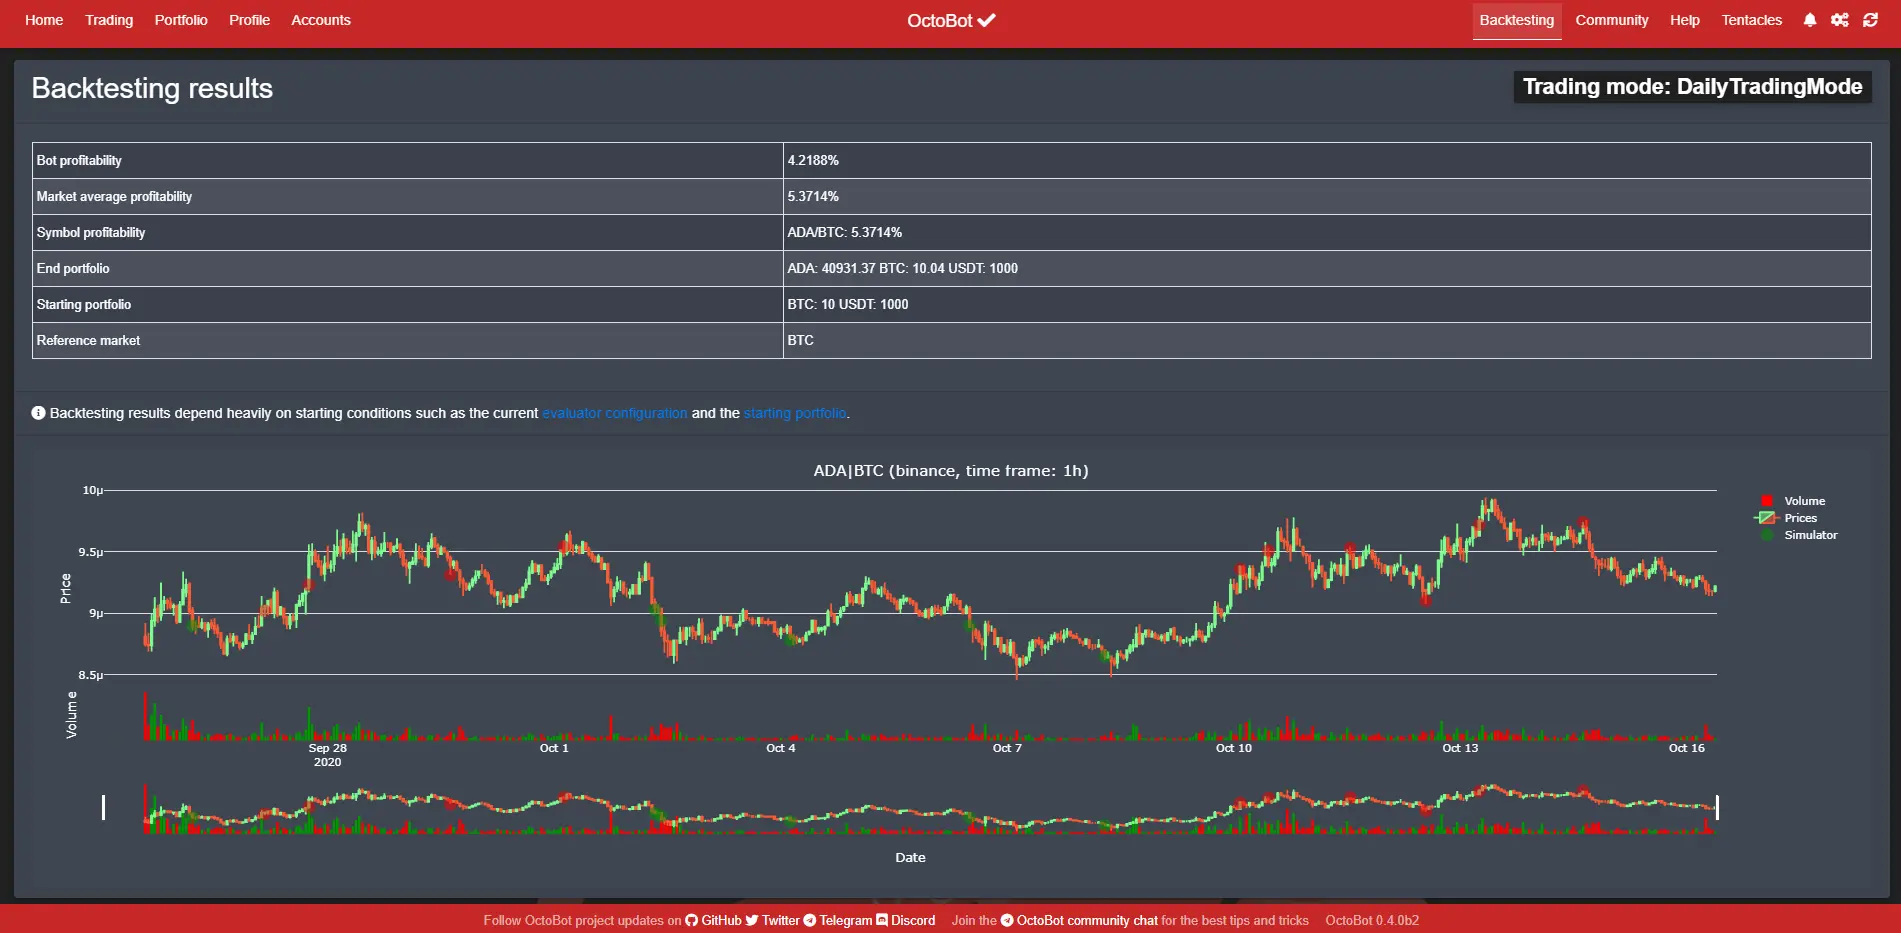 Home Trading Portfolio Profile Accounts OctoBot Backtesting Community Help Tentacles
Backtesting results
Trading mode: DailyTradingMode
Bot profitability 4.2188%
Market average profitability 5.3714%
Symbol profitability ADA/BTC: 5.3714%
End portfolio ADA: 40931.37 BTC: 10.04 USDT: 1000
Starting portfolio BTC: 10 USDT: 1000
Reference market BTC
Backtesting results depend heavily on starting conditions such as the current evaluator configuration and the starting portfolio.
ADA|BTC (binance, time frame: 1h)
10μ
9.5μ
9μ
8.5μ
Price
Volume
Volume
Prices
Simulator
Sep 28 Oct 1 Oct 4 Oct 7 Oct 10 Oct 13 Oct 16
2020
Date
Follow OctoBot project updates on GitHub Twitter Telegram Discord Join the OctoBot community chat for the best tips and tricks OctoBot 0.4.0b2